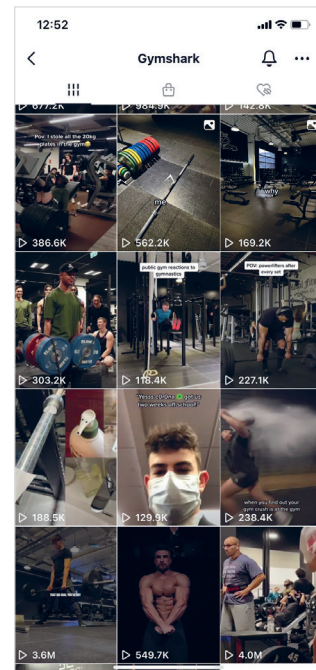 12:52
Gymshark
677.2K
984.9K
142.8K
Pov: I stole all the 20kg
plates in the gym
me
why
386.6K
562.2K
169.2K
public gym reactions to
gymnastics
POV: powerlifters after
every set
303.2K
118.4K
227.1K
"Yesss corona got us
two weeks off school!"
when you find out your
gym crush is at the gym
188.5K
129.9K
238.4K
3.6M
549.7K
4.0M